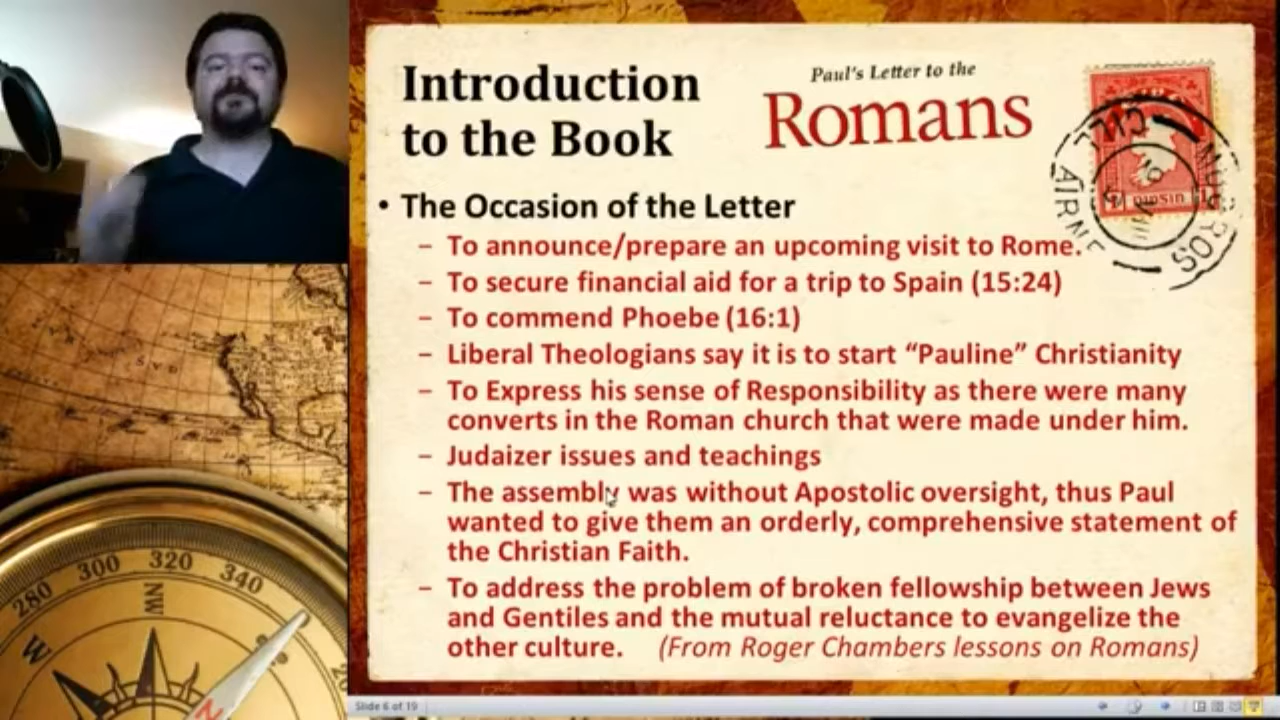 Introduction
to the Book
Paul's Letter to the
Romans
• The Occasion of the Letter
– To announce/prepare an upcoming visit to Rome.
– To secure financial aid for a trip to Spain (15:24)
– To commend Phoebe (16:1)
– Liberal Theologians say it is to start “Pauline” Christianity
– To Express his sense of Responsibility as there were many
converts in the Roman church that were made under him.
– Judaizer issues and teachings
– The assembly was without Apostolic oversight, thus Paul
wanted to give them an orderly, comprehensive statement of
the Christian Faith.
– To address the problem of broken fellowship between Jews
and Gentiles and the mutual reluctance to evangelize the
other culture. (From Roger Chambers lessons on Romans)
280
300
320
340
W
NW
N
Slide 6 of 19